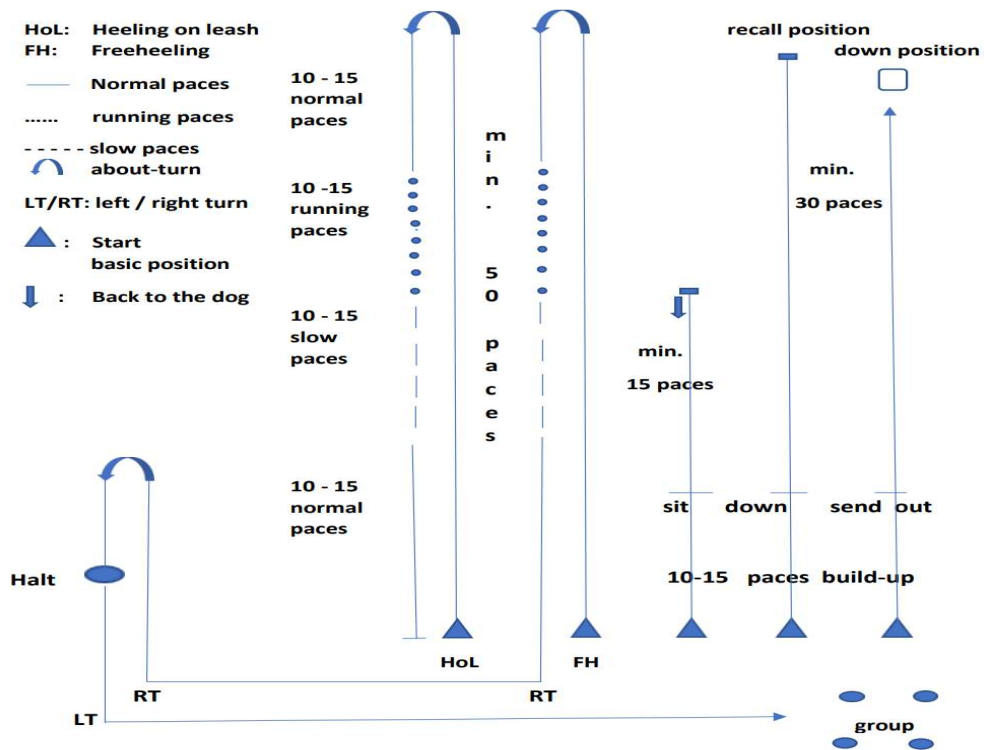 HoL: Heeling on leash
FH: Freeheeling
Normal paces
...... running paces
- - - - - slow paces
about-turn
LT/RT: left / right turn
: Start
basic position
: Back to the dog
10 - 15
normal
paces
10 -15
running
paces
10 - 15
slow
paces
10 - 15
normal
paces
min. 50 paces
recall position
down position
min.
30 paces
min.
15 paces
sit down send out
10-15 paces build-up
Halt
HoL
FH
RT
RT
LT
group